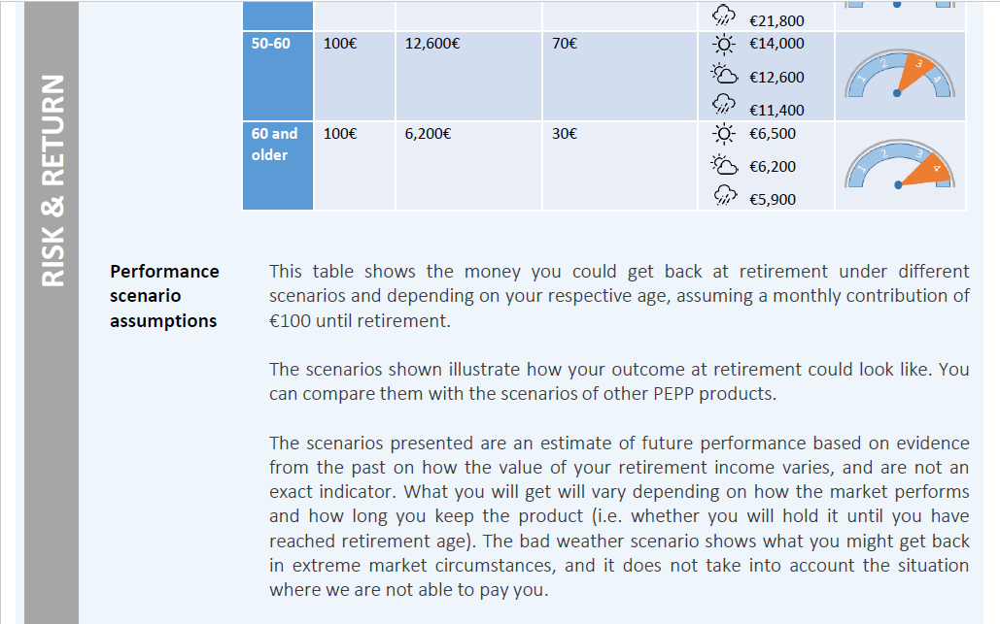 RISK & RETURN
€21,800
50-60 100€ 12,600€ 70€ €14,000
€12,600
€11,400
1 2 3 4
60 and older 100€ 6,200€ 30€ €6,500
€6,200
€5,900
1 2 3 4
Performance
scenario
assumptions
This table shows the money you could get back at retirement under different
scenarios and depending on your respective age, assuming a monthly contribution of
€100 until retirement.
The scenarios shown illustrate how your outcome at retirement could look like. You
can compare them with the scenarios of other PEPP products.
The scenarios presented are an estimate of future performance based on evidence
from the past on how the value of your retirement income varies, and are not an
exact indicator. What you will get will vary depending on how the market performs
and how long you keep the product (i.e. whether you will hold it until you have
reached retirement age). The bad weather scenario shows what you might get back
in extreme market circumstances, and it does not take into account the situation
where we are not able to pay you.